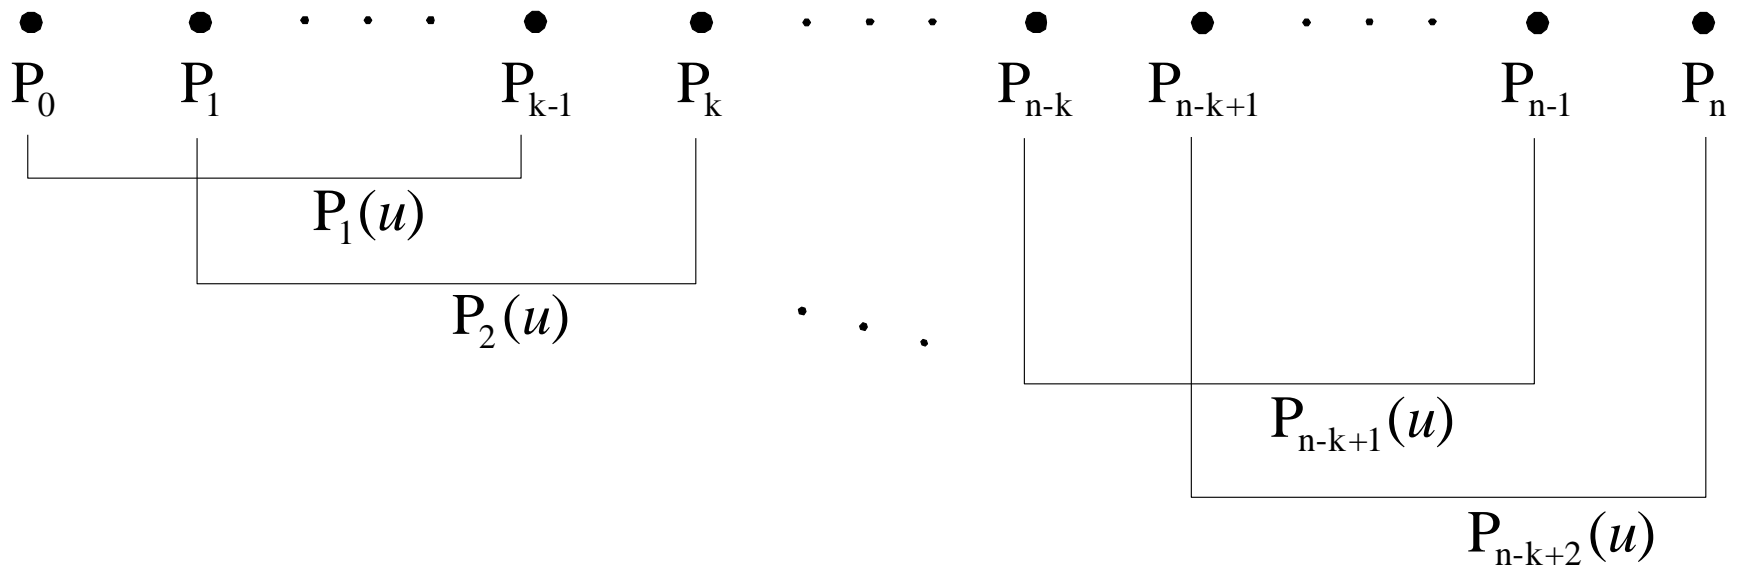 P₀ P₁ . . . Pₖ₋₁ Pₖ . . . Pₙ₋ₖ Pₙ₋ₖ₊₁ . . . Pₙ₋₁ Pₙ
P₁(u)
P₂(u)
Pₙ₋ₖ₊₁(u)
Pₙ₋ₖ₊₂(u)